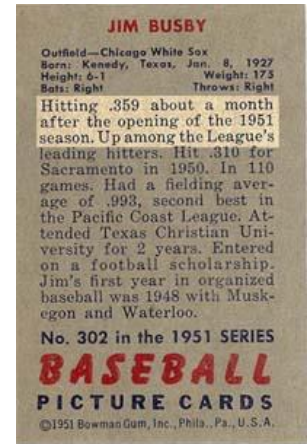 JIM BUSBY
Outfield—Chicago White Sox
Born: Kenedy, Texas, Jan. 8, 1927
Height: 6-1 Weight: 175
Bats: Right Throws: Right
Hitting .359 about a month
after the opening of the 1951
season. Up among the League's
leading hitters. Hit .310 for
Sacramento in 1950. In 110
games. Had a fielding aver-
age of .993, second best in
the Pacific Coast League. At-
tended Texas Christian Uni-
versity for 2 years. Entered
on a football scholarship.
Jim's first year in organized
baseball was 1948 with Musk-
egon and Waterloo.
No. 302 in the 1951 SERIES
BASEBALL
PICTURE CARDS
©1951 Bowman Gum, Inc., Phila., Pa., U.S.A.